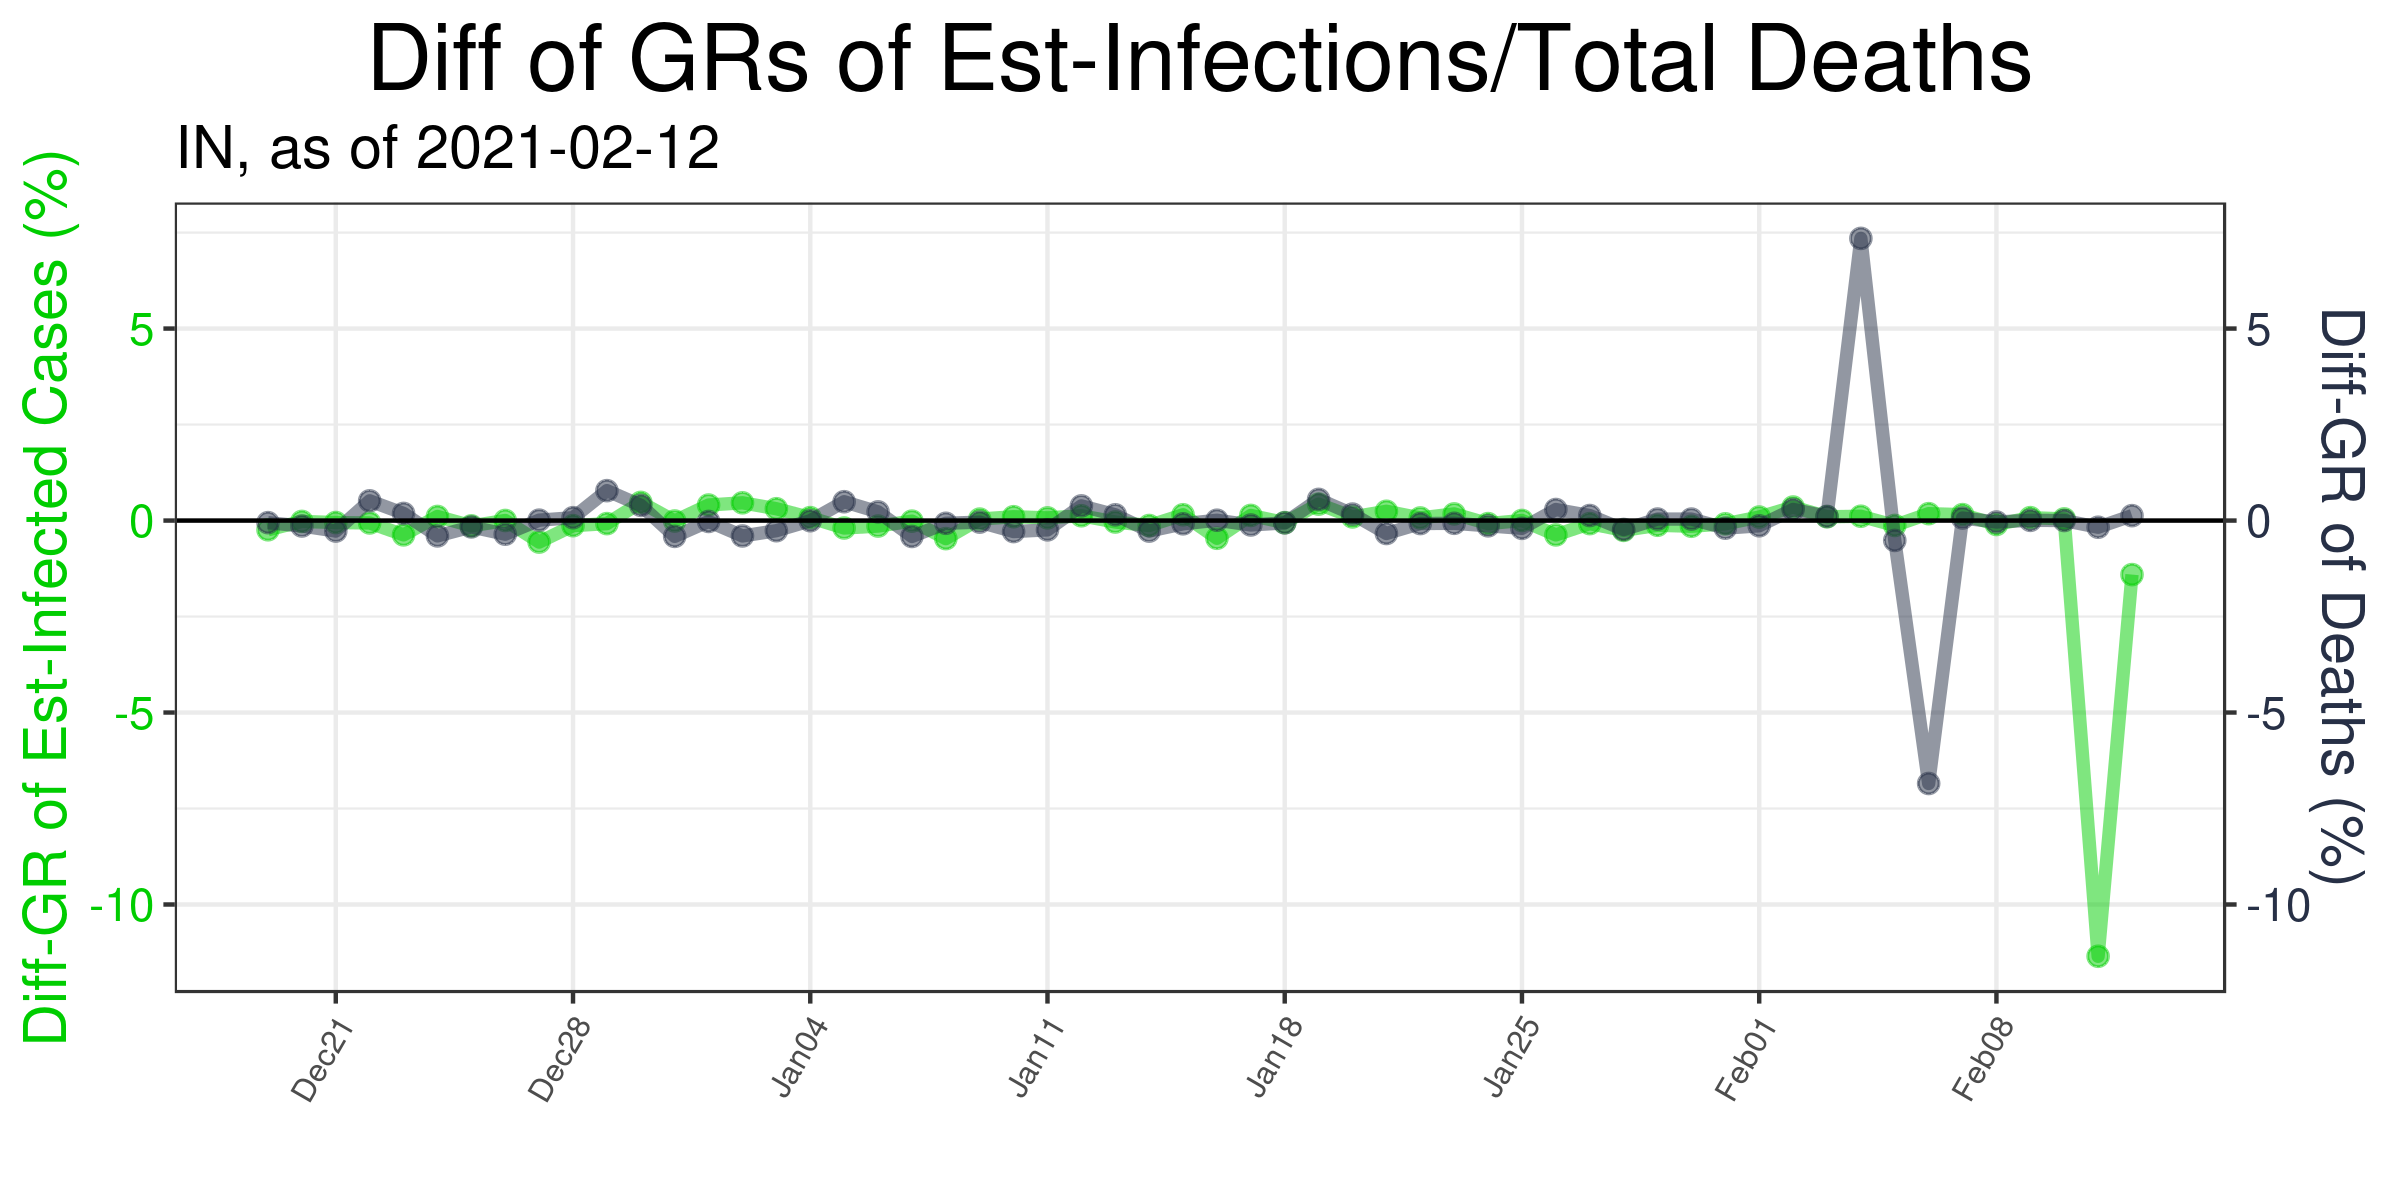 Diff of GRs of Est-Infections/Total Deaths
IN, as of 2021-02-12
Diff-GR of Est-Infected Cases (%)
5
0
-5
-10
5
0
-5
-10
Diff-GR of Deaths (%)
Dec21
Dec28
Jan04
Jan11
Jan18
Jan25
Feb01
Feb08